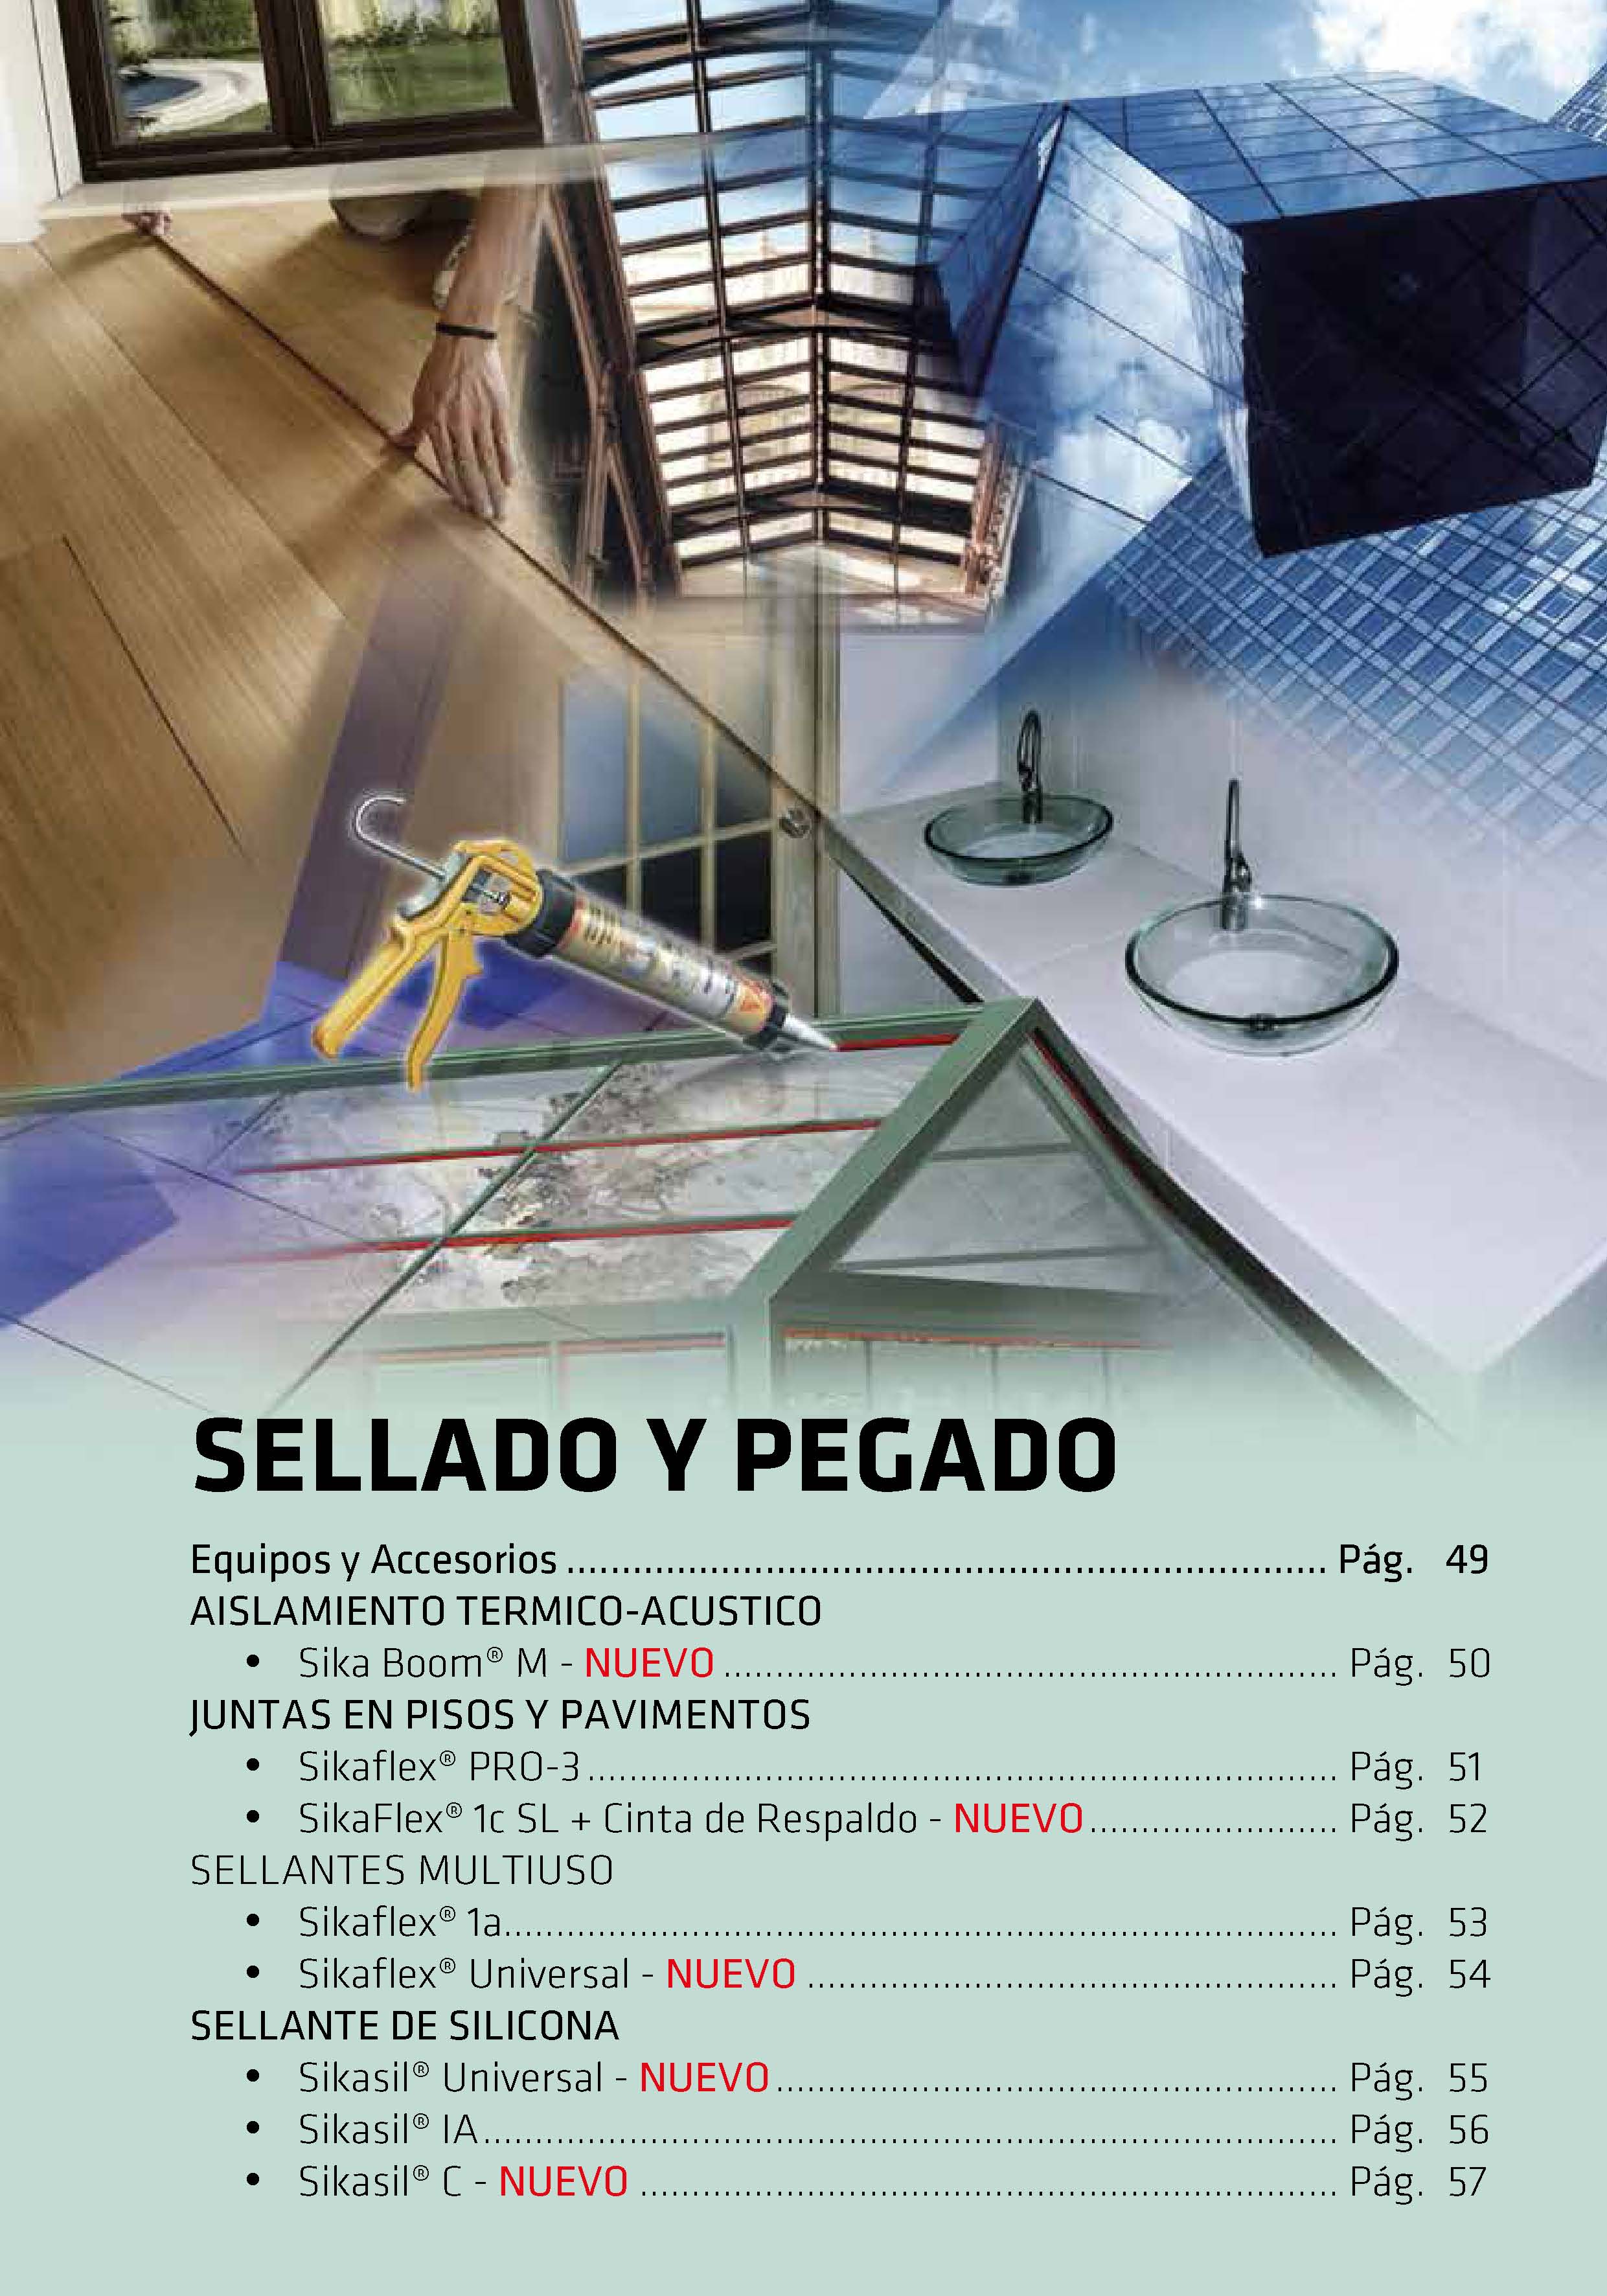 SELLADO Y PEGADO
Equipos y Accesorios ..................................................................... Pág. 49
AISLAMIENTO TERMICO-ACUSTICO
• Sika Boom® M - NUEVO ........................................................... Pág. 50
JUNTAS EN PISOS Y PAVIMENTOS
• Sikaflex® PRO-3 ........................................................................ Pág. 51
• SikaFlex® 1c SL + Cinta de Respaldo - NUEVO ........................ Pág. 52
SELLANTES MULTIUSO
• Sikaflex® 1a ................................................................................ Pág. 53
• Sikaflex® Universal - NUEVO ................................................... Pág. 54
SELLANTE DE SILICONA
• Sikasil® Universal - NUEVO ...................................................... Pág. 55
• Sikasil® IA .................................................................................. Pág. 56
• Sikasil® C - NUEVO ................................................................... Pág. 57